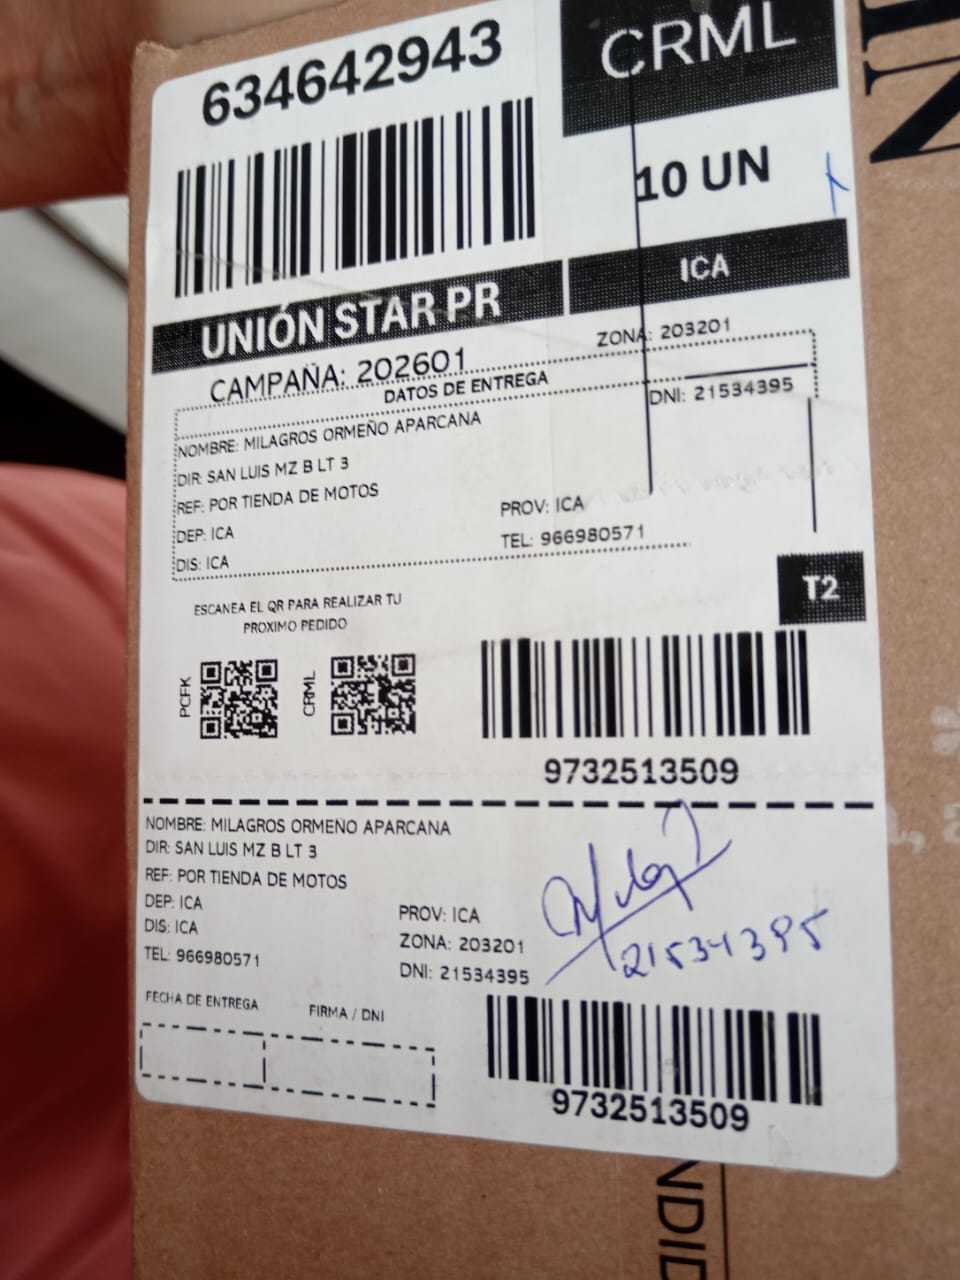 634642943
CRML
10 UN
UNIÓN STAR PR
ICA
CAMPAÑA: 202601
ZONA: 203201
DATOS DE ENTREGA
DNI: 21534395
NOMBRE: MILAGROS ORMEÑO APARCANA
DIR: SAN LUIS MZ B LT 3
REF: POR TIENDA DE MOTOS
DEP: ICA
PROV: ICA
DIS: ICA
TEL: 966980571
T2
ESCANEA EL QR PARA REALIZAR TU
PROXIMO PEDIDO
PCFK
CRML
9732513509
NOMBRE: MILAGROS ORMEÑO APARCANA
DIR: SAN LUIS MZ B LT 3
REF: POR TIENDA DE MOTOS
DEP: ICA
PROV: ICA
DIS: ICA
ZONA: 203201
TEL: 966980571
DNI: 21534395
21534395
FECHA DE ENTREGA
FIRMA / DNI
9732513509
NDID